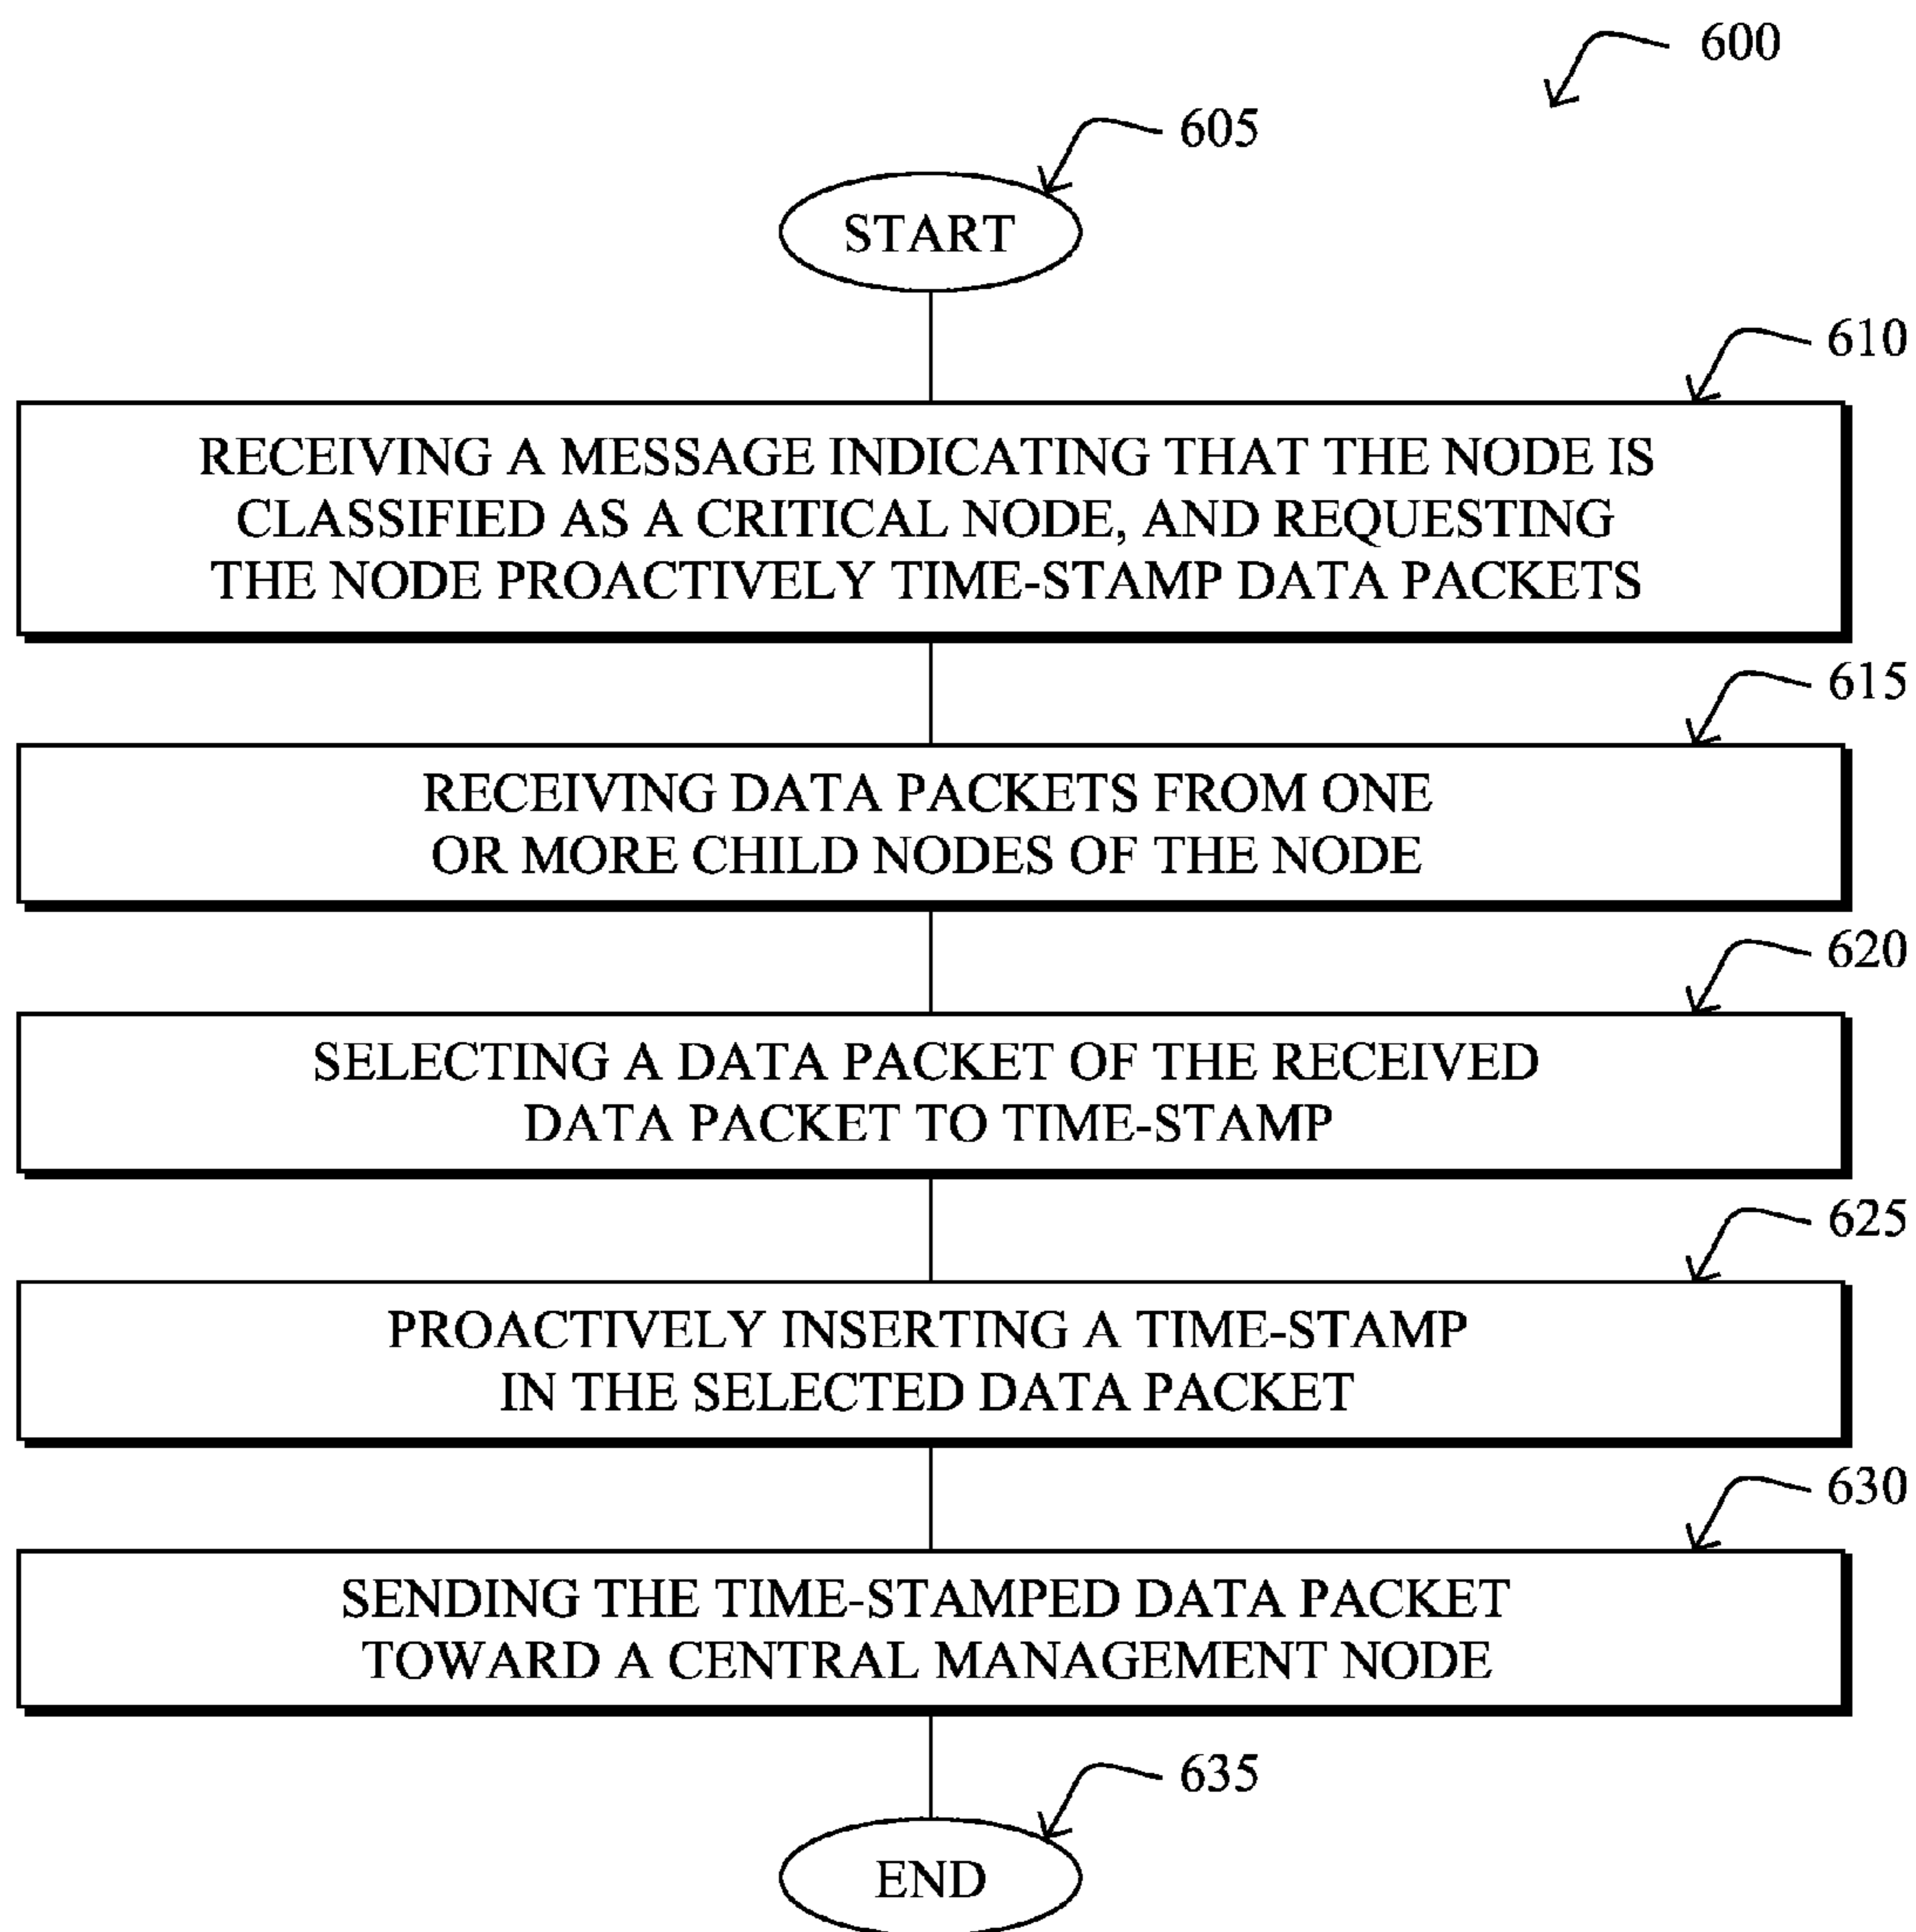 600
605
START
610
RECEIVING A MESSAGE INDICATING THAT THE NODE IS
CLASSIFIED AS A CRITICAL NODE, AND REQUESTING
THE NODE PROACTIVELY TIME-STAMP DATA PACKETS
615
RECEIVING DATA PACKETS FROM ONE
OR MORE CHILD NODES OF THE NODE
620
SELECTING A DATA PACKET OF THE RECEIVED
DATA PACKET TO TIME-STAMP
625
PROACTIVELY INSERTING A TIME-STAMP
IN THE SELECTED DATA PACKET
630
SENDING THE TIME-STAMPED DATA PACKET
TOWARD A CENTRAL MANAGEMENT NODE
635
END